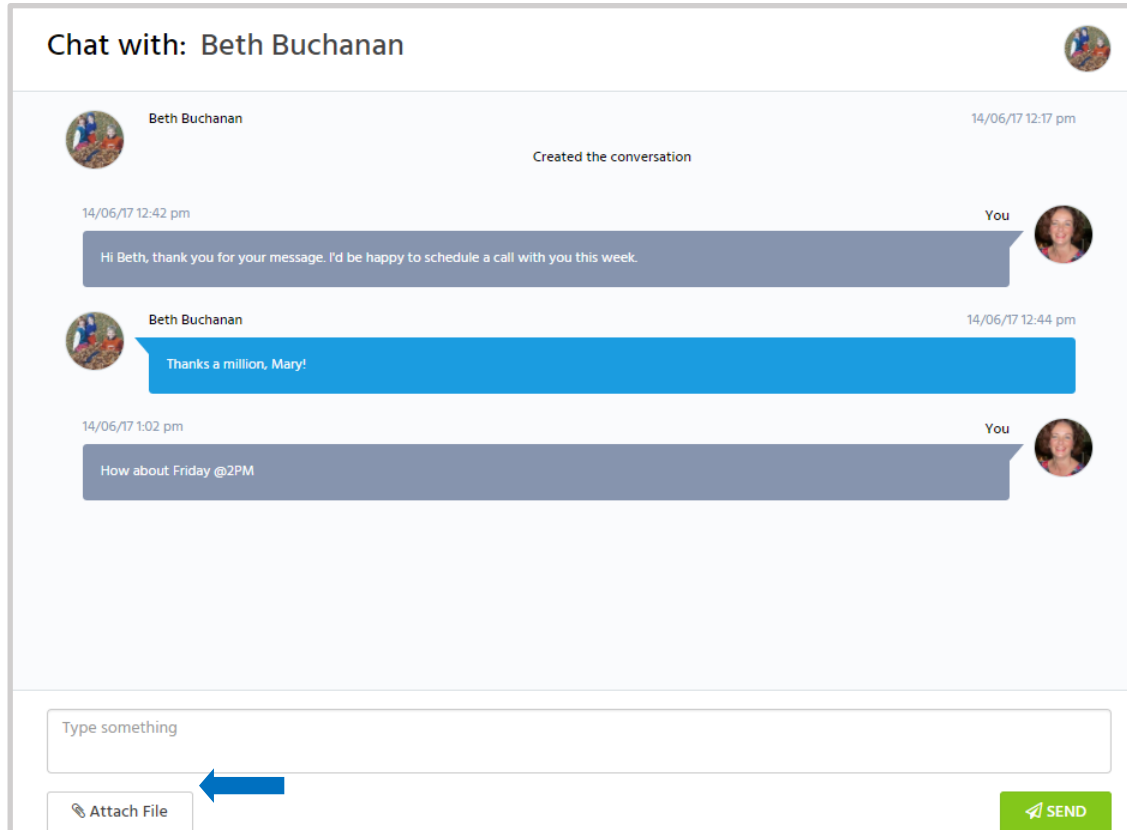 Chat with: Beth Buchanan
Beth Buchanan 14/06/17 12:17 pm
Created the conversation
14/06/17 12:42 pm You
Hi Beth, thank you for your message. I'd be happy to schedule a call with you this week.
Beth Buchanan 14/06/17 12:44 pm
Thanks a million, Mary!
14/06/17 1:02 pm You
How about Friday @2PM
Type something
Attach File SEND